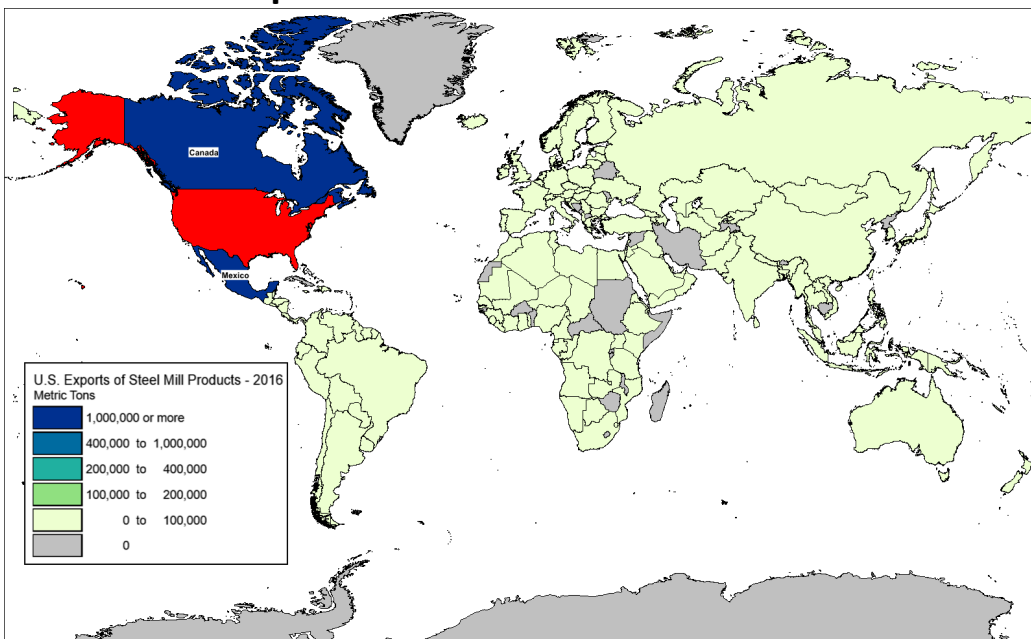 Canada
Mexico
U.S. Exports of Steel Mill Products - 2016
Metric Tons
1,000,000 or more
400,000 to 1,000,000
200,000 to 400,000
100,000 to 200,000
0 to 100,000
0